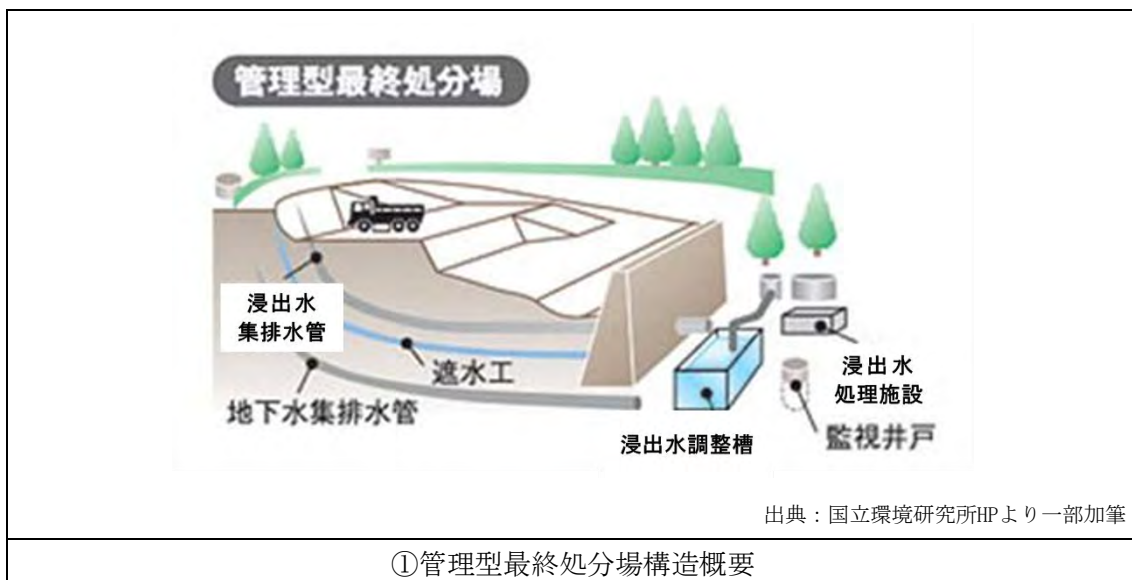 管理型最終処分場
浸出水
集排水管
遮水工
地下水集排水管
浸出水
処理施設
監視井戸
浸出水調整槽
出典：国立環境研究所HPより一部加筆
①管理型最終処分場構造概要